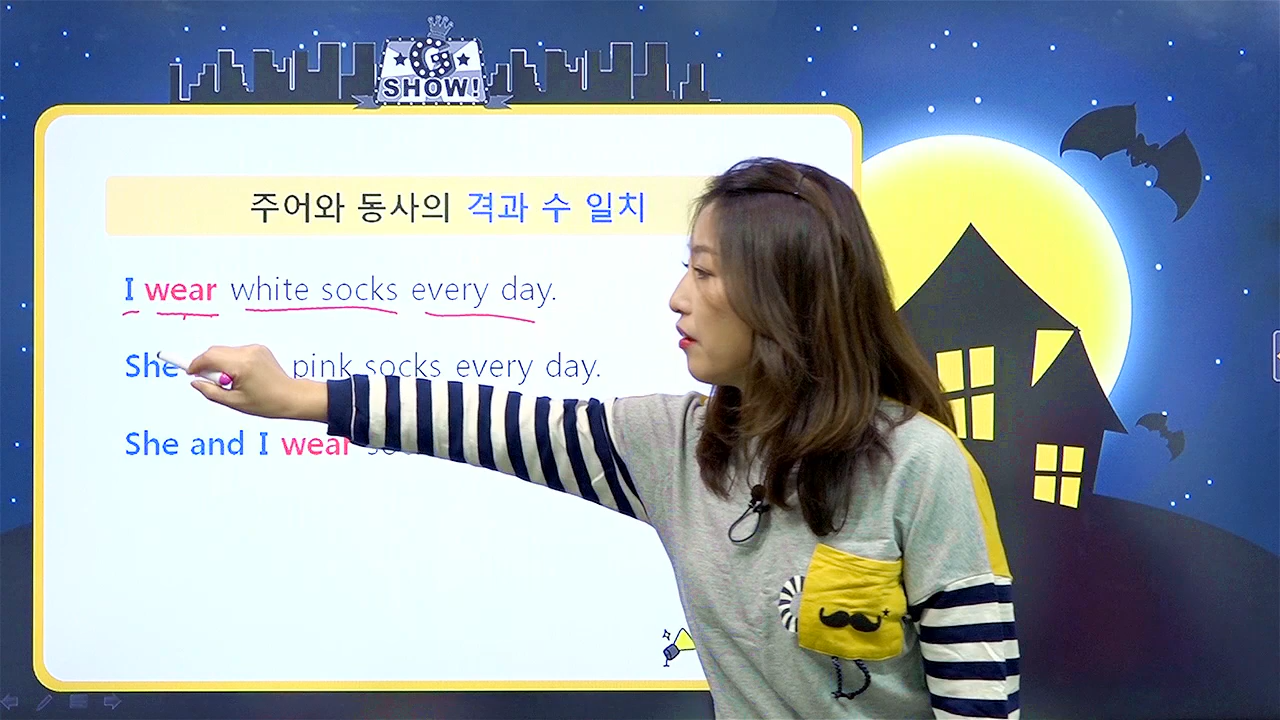 G
SHOW!
주어와 동사의 격과 수 일치
I wear white socks every day.
She pink socks every day.
She and I wear